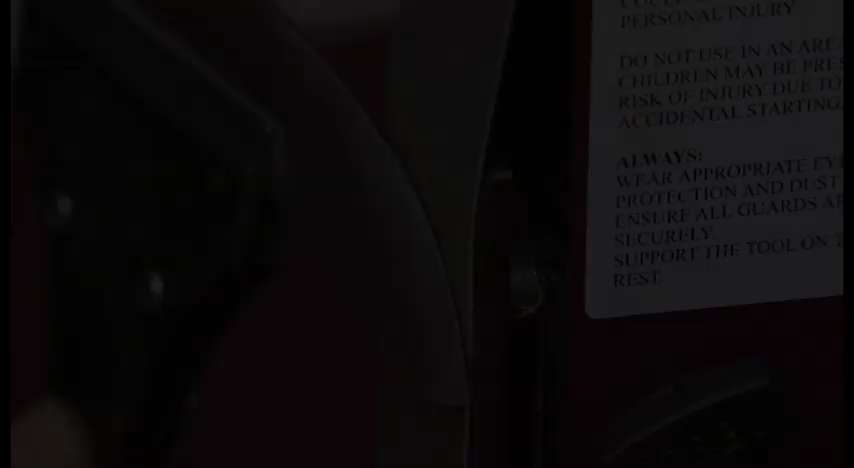 PERSONAL INJURY
DO NOT USE IN AN AREA
CHILDREN MAY BE PRES
RISK OF INJURY DUE TO
ACCIDENTAL STARTING.
ALWAYS:
WEAR APPROPRIATE EY
PROTECTION AND DUST
ENSURE ALL GUARDS AR
SECURELY.
SUPPORT THE TOOL ON T
REST.